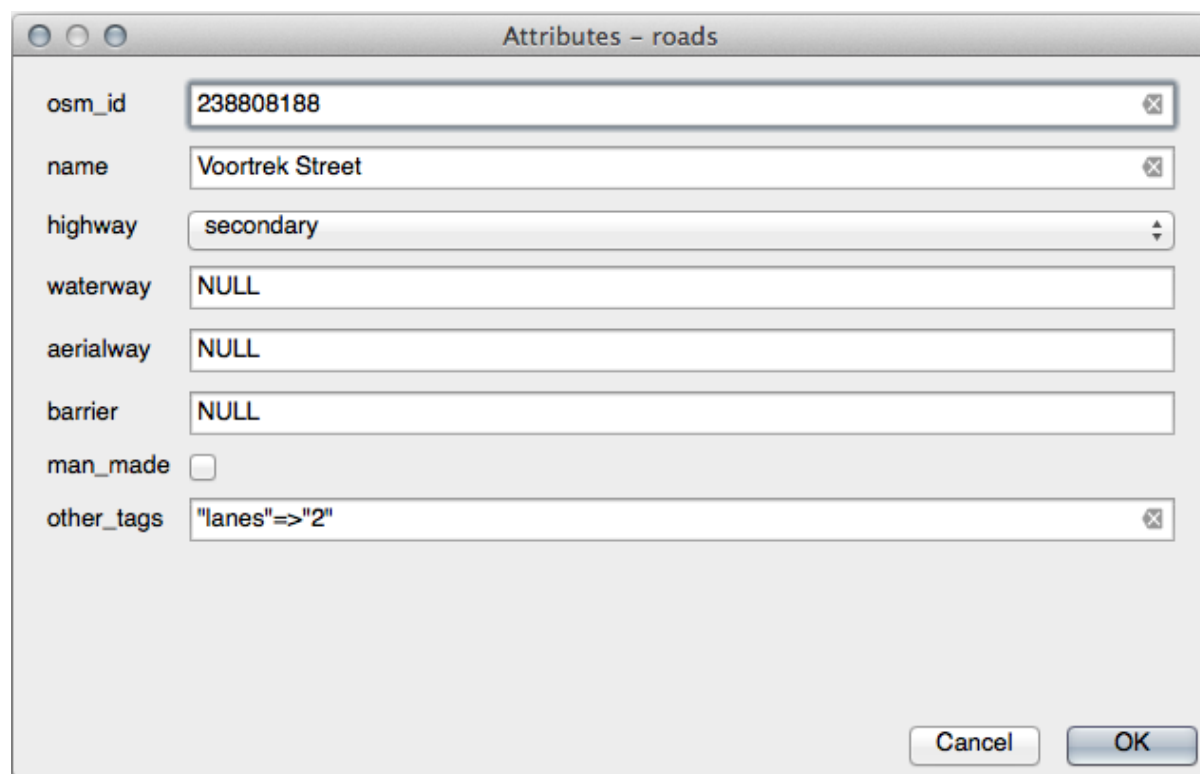 Attributes – roads
osm_id 238808188
name Voortrek Street
highway secondary
waterway NULL
aerialway NULL
barrier NULL
man_made
other_tags "lanes"=>"2"
Cancel OK